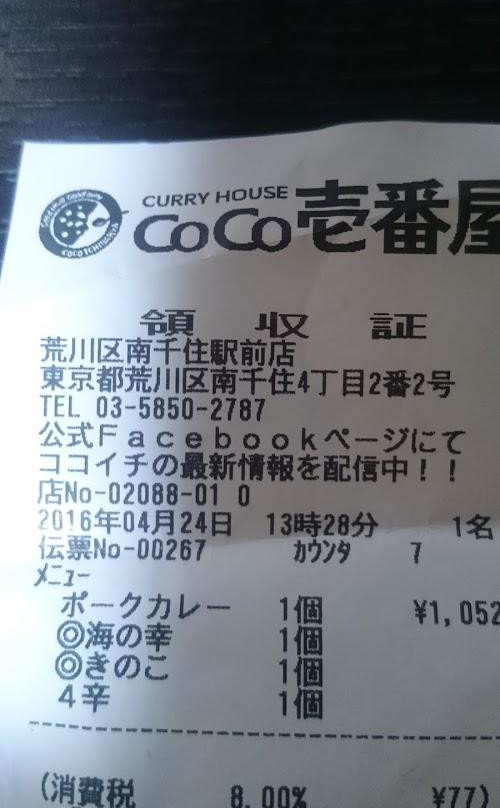 CURRY HOUSE
CoCo壱番屋
領収証
荒川区南千住駅前店
東京都荒川区南千住4丁目2番2号
TEL 03-5850-2787
公式Facebookページにて
ココイチの最新情報を配信中！！
店No-02088-01 0
2016年04月24日 13時28分 1名
伝票No-00267 ｶｳﾝﾀ 7
ﾒﾆｭｰ
ポークカレー 1個 ¥1,052
◎海の幸 1個
◎きのこ 1個
４辛 1個
(消費税 8.00% ¥77)